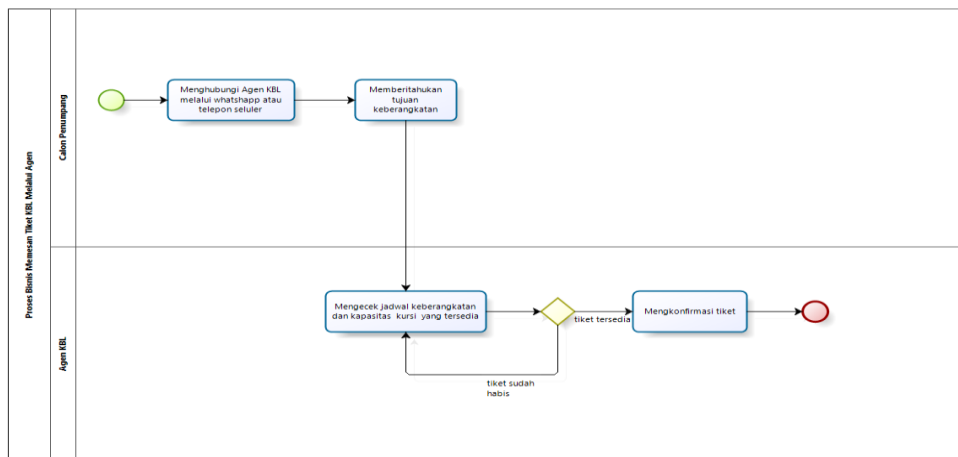 Proses Bisnis Memesan Tiket KBL Melalui Agen
Calon Penumpang
Menghubungi Agen KBL
melalui whatshapp atau
telepon seluler
Memberitahukan
tujuan
keberangkatan
Agen KBL
Mengecek jadwal keberangkatan
dan kapasitas kursi yang tersedia
tiket tersedia
Mengkonfirmasi tiket
tiket sudah
habis